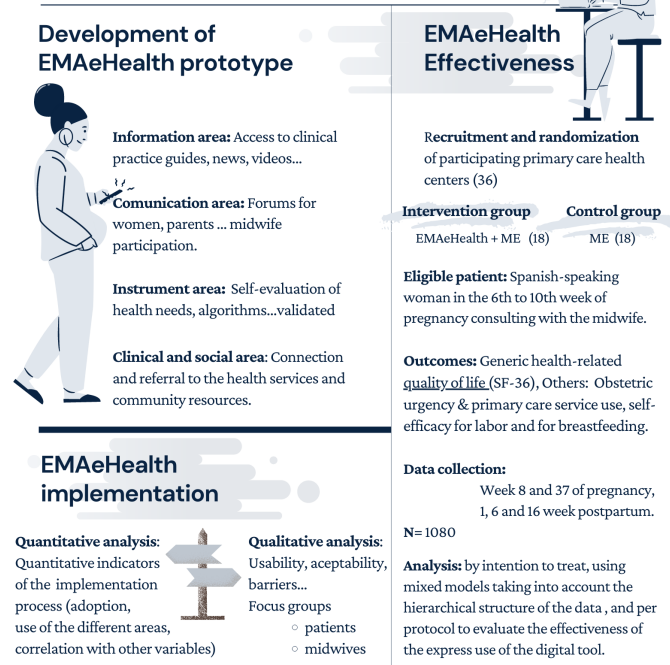 Development of
EMAeHealth prototype
Information area: Access to clinical
practice guides, news, videos...
Comunication area: Forums for
women, parents ... midwife
participation.
Instrument area: Self-evaluation of
health needs, algorithms...validated
Clinical and social area: Connection
and referral to the health services and
community resources.
EMAeHealth
implementation
Quantitative analysis:
Quantitative indicators
of the implementation
process (adoption,
use of the different areas,
correlation with other variables)
Qualitative analysis:
Usability, aceptability,
barriers...
Focus groups
○ patients
○ midwives
EMAeHealth
Effectiveness
Recruitment and randomization
of participating primary care health
centers (36)
Intervention group Control group
EMAeHealth + ME (18) ME (18)
Eligible patient: Spanish-speaking
woman in the 6th to 10th week of
pregnancy consulting with the midwife.
Outcomes: Generic health-related
quality of life (SF-36), Others: Obstetric
urgency & primary care service use, self-
efficacy for labor and for breastfeeding.
Data collection:
Week 8 and 37 of pregnancy,
1, 6 and 16 week postpartum.
N= 1080
Analysis: by intention to treat, using
mixed models taking into account the
hierarchical structure of the data , and per
protocol to evaluate the effectiveness of
the express use of the digital tool.